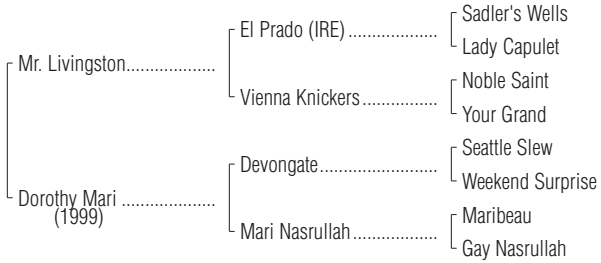 Sadler's Wells
El Prado (IRE)....................
Lady Capulet
Mr. Livingston....................
Noble Saint
Vienna Knickers.................
Your Grand
Seattle Slew
Devongate..........................
Weekend Surprise
Dorothy Mari .....................
(1999)
Maribeau
Mari Nasrullah...................
Gay Nasrullah